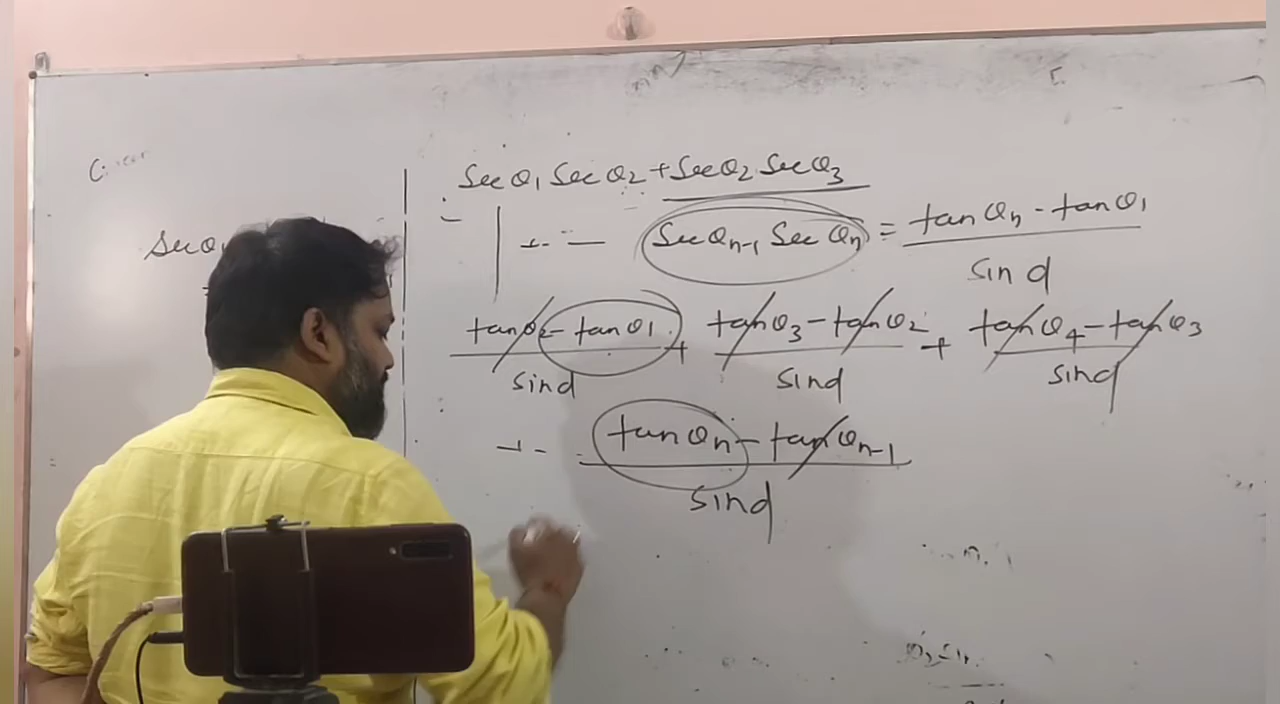 Sec θ1 Sec θ2 + Sec θ2 Sec θ3
+ - - Sec θn-1 Sec θn = tan θn - tan θ1 / sin d
tan θ2 - tan θ1 / sin d + tan θ3 - tan θ2 / sin d + tan θ4 - tan θ3 / sin d
+ - - tan θn - tan θn-1 / sin d
Sec θ1